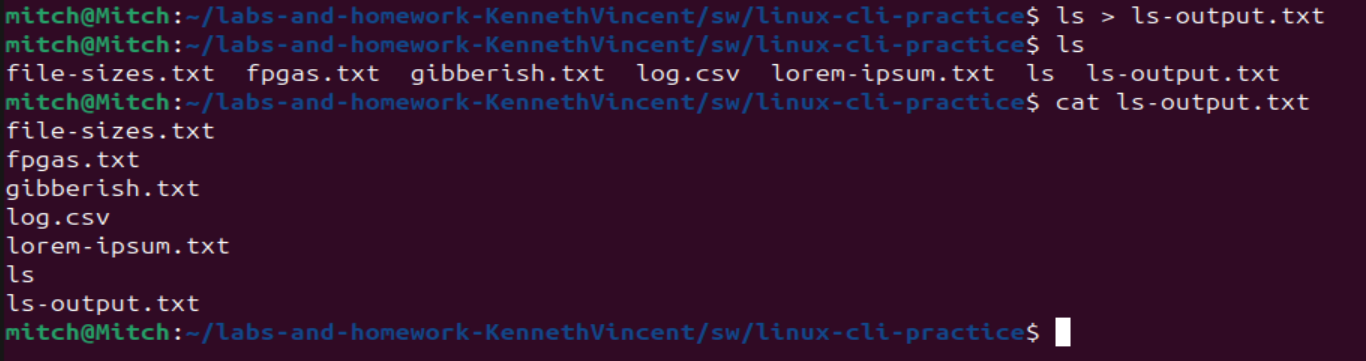 mitch@Mitch:~/labs-and-homework-KennethVincent/sw/linux-cli-practice$ ls > ls-output.txt
mitch@Mitch:~/labs-and-homework-KennethVincent/sw/linux-cli-practice$ ls
file-sizes.txt  fpgas.txt  gibberish.txt  log.csv  lorem-ipsum.txt  ls  ls-output.txt
mitch@Mitch:~/labs-and-homework-KennethVincent/sw/linux-cli-practice$ cat ls-output.txt
file-sizes.txt
fpgas.txt
gibberish.txt
log.csv
lorem-ipsum.txt
ls
ls-output.txt
mitch@Mitch:~/labs-and-homework-KennethVincent/sw/linux-cli-practice$